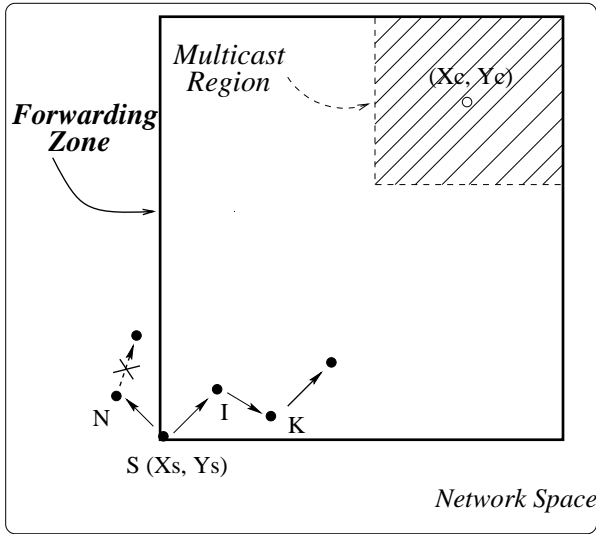 Multicast
Region
(Xc, Yc)
Forwarding
Zone
N
I
K
S (Xs, Ys)
Network Space